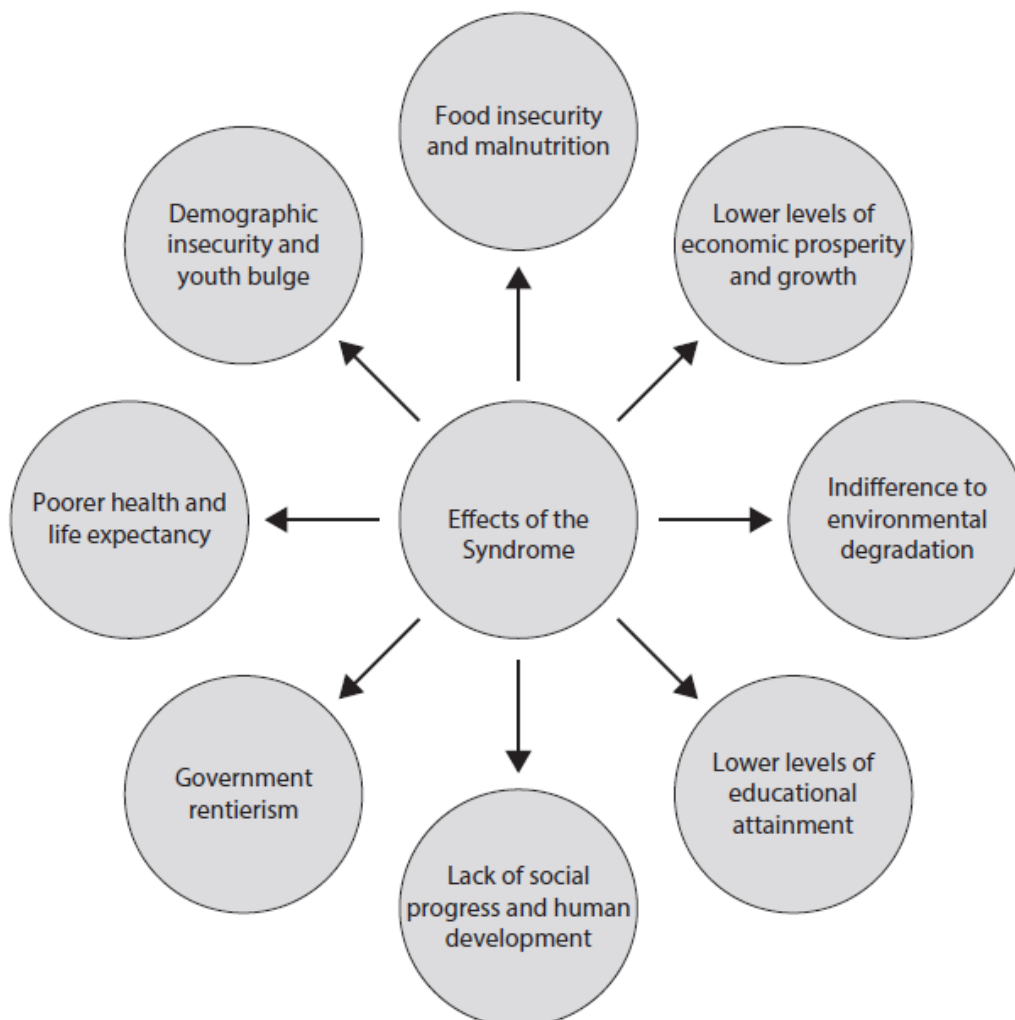 Food insecurity
and malnutrition
Demographic
insecurity and
youth bulge
Lower levels of
economic prosperity
and growth
Poorer health and
life expectancy
Effects of the
Syndrome
Indifference to
environmental
degradation
Government
rentierism
Lack of social
progress and human
development
Lower levels of
educational
attainment